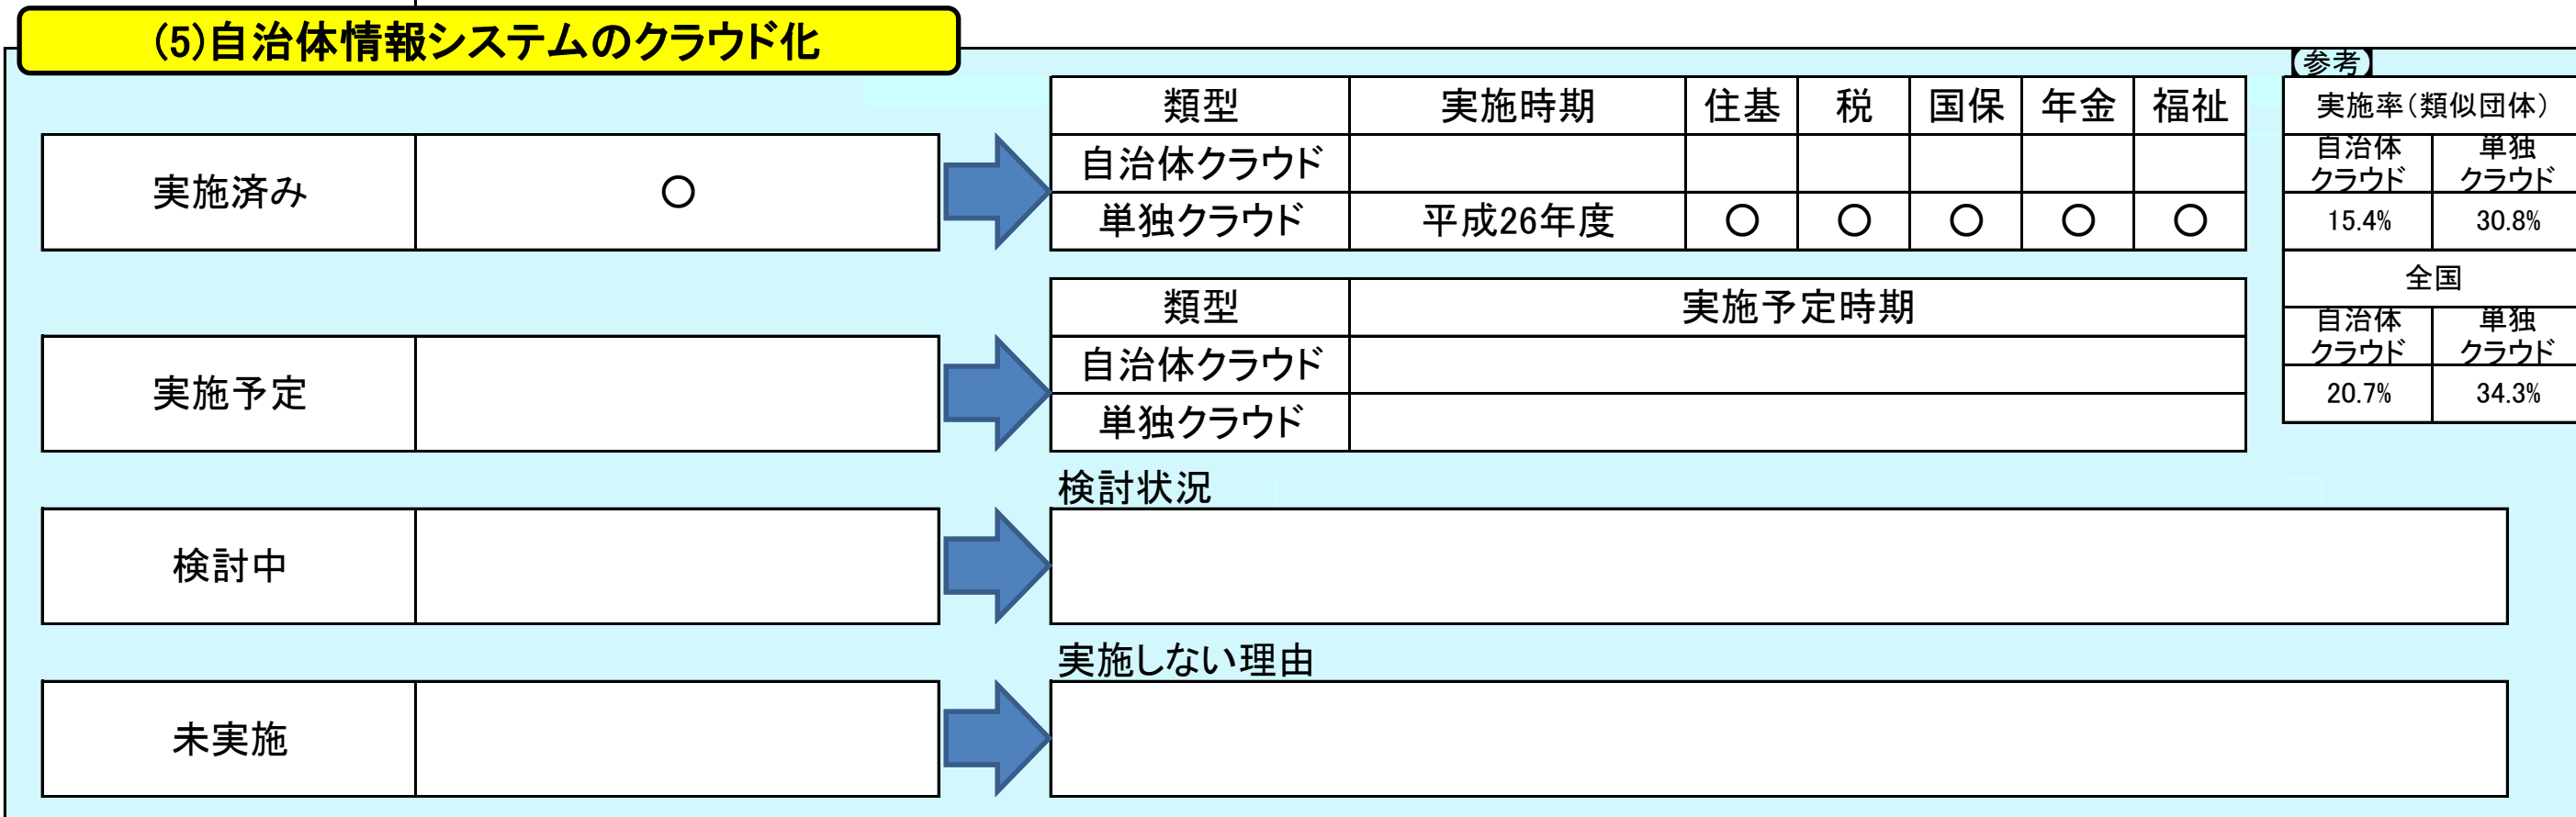 (5)自治体情報システムのクラウド化
【参考】
類型 実施時期 住基 税 国保 年金 福祉
実施率(類似団体)
実施済み ○
自治体クラウド
自治体クラウド 単独クラウド
単独クラウド 平成26年度 ○ ○ ○ ○ ○
15.4% 30.8%
全国
類型 実施予定時期
自治体クラウド 単独クラウド
実施予定
自治体クラウド
20.7% 34.3%
単独クラウド
検討状況
検討中
実施しない理由
未実施